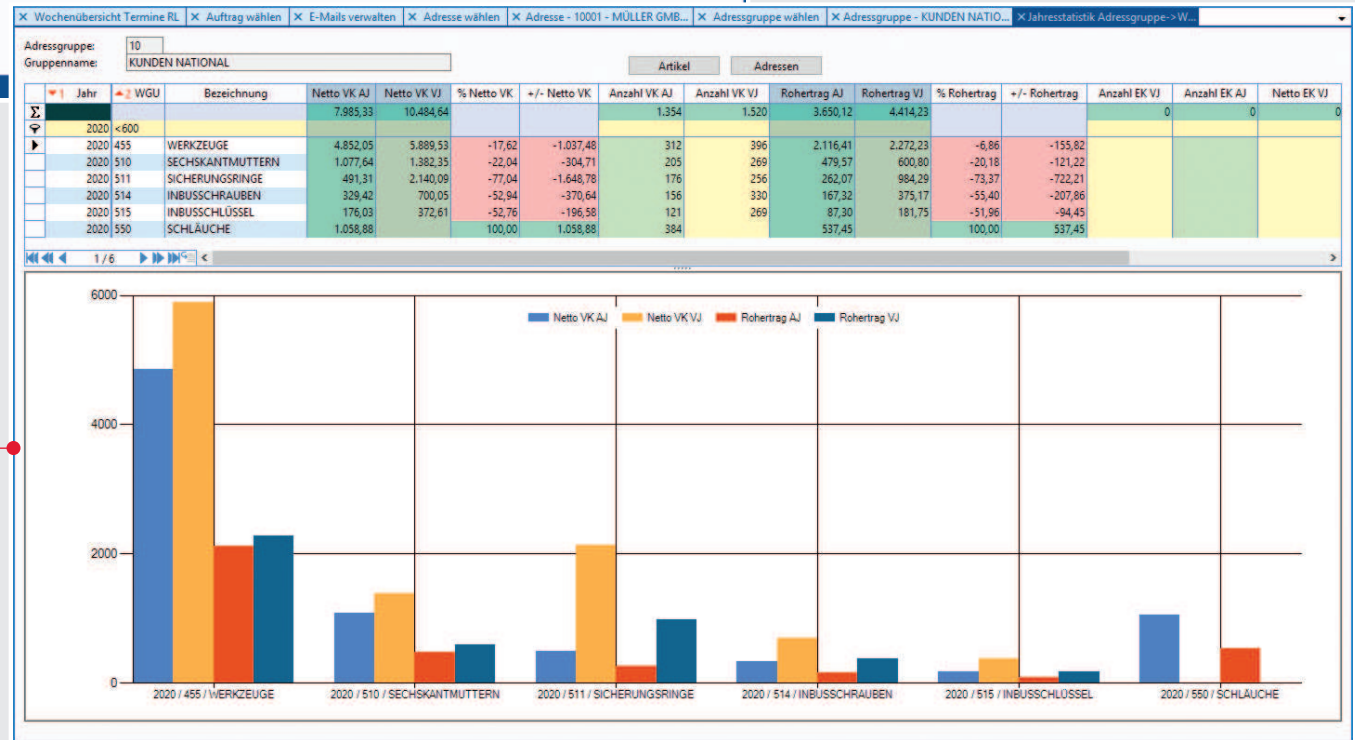 Wochenübersicht Termine RL Auftrag wählen E-Mails verwalten Adresse wählen Adresse - 10001 - MÜLLER GMB... Adressgruppe wählen Adressgruppe - KUNDEN NATIO... Jahresstatistik Adressgruppe->W...
Adressgruppe: 10
Gruppenname: KUNDEN NATIONAL
Artikel Adressen
1 Jahr 2 WGU Bezeichnung Netto VK AJ Netto VK VJ % Netto VK +/- Netto VK Anzahl VK AJ Anzahl VK VJ Rohertrag AJ Rohertrag VJ % Rohertrag +/- Rohertrag Anzahl EK VJ Anzahl EK AJ Netto EK VJ
Σ 7.985,33 10.484,64 1.354 1.520 3.650,12 4.414,23 0 0 0
2020 <600
2020 455 WERKZEUGE 4.852,05 5.889,53 -17,62 -1.037,48 312 396 2.116,41 2.272,23 -6,86 -155,82
2020 510 SECHSKANTMUTTERN 1.077,64 1.382,35 -22,04 -304,71 205 269 479,57 600,80 -20,18 -121,22
2020 511 SICHERUNGSRINGE 491,31 2.140,09 -77,04 -1.648,78 176 256 262,07 984,29 -73,37 -722,21
2020 514 INBUSSCHRAUBEN 329,42 700,05 -52,94 -370,64 156 330 167,32 375,17 -55,40 -207,86
2020 515 INBUSSCHLÜSSEL 176,03 372,61 -52,76 -196,58 121 269 87,30 181,75 -51,96 -94,45
2020 550 SCHLÄUCHE 1.058,88 100,00 1.058,88 384 537,45 100,00 537,45
1 / 6
6000
Netto VK AJ Netto VK VJ Rohertrag AJ Rohertrag VJ
4000
2000
0
2020 / 455 / WERKZEUGE 2020 / 510 / SECHSKANTMUTTERN 2020 / 511 / SICHERUNGSRINGE 2020 / 514 / INBUSSCHRAUBEN 2020 / 515 / INBUSSCHLÜSSEL 2020 / 550 / SCHLÄUCHE